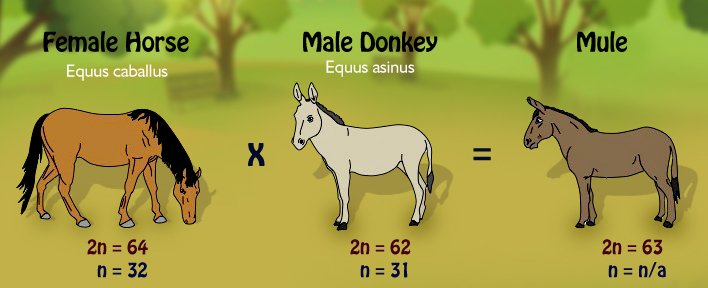 Female Horse
Equus caballus
Male Donkey
Equus asinus
Mule
x
=
2n = 64
n = 32
2n = 62
n = 31
2n = 63
n = n/a